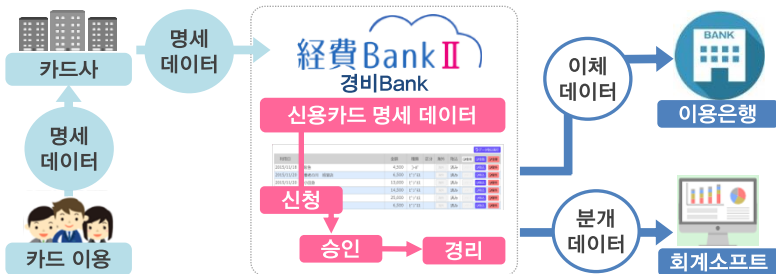 카드사
명세
데이터
명세
데이터
카드 이용
経費BankⅡ
경비Bank
신용카드 명세 데이터
신청
승인
경리
이체
데이터
BANK
이용은행
분개
데이터
회계소프트